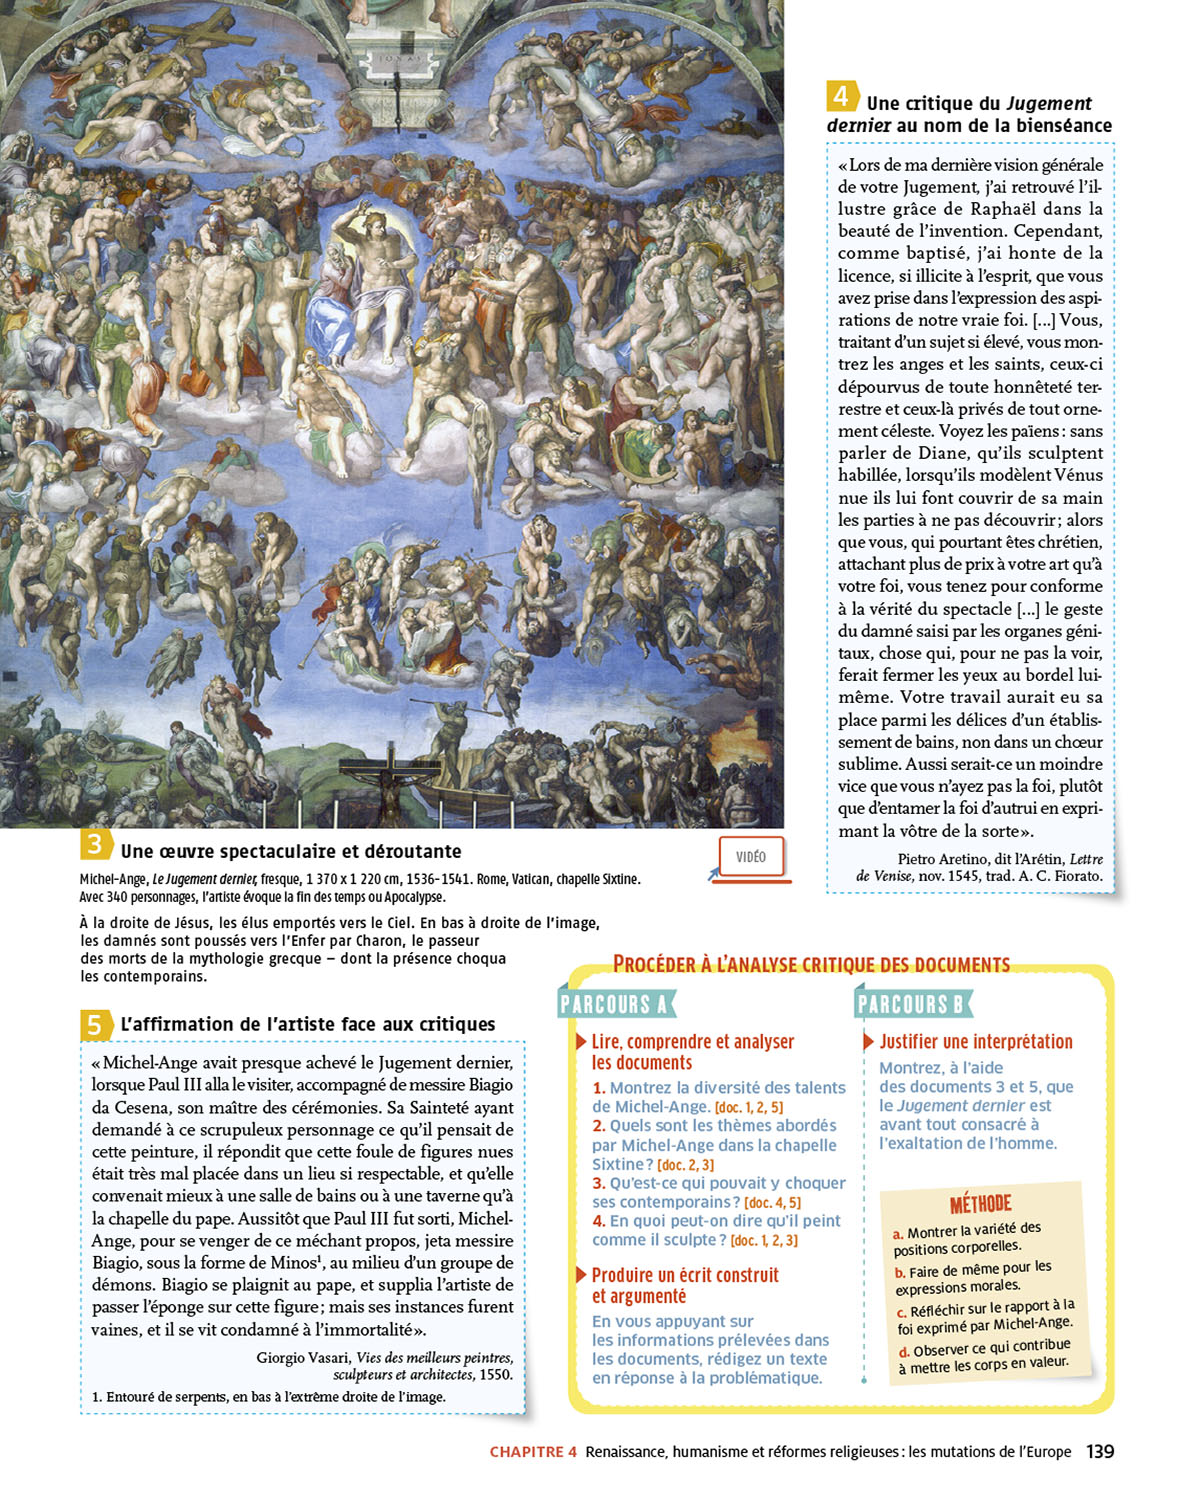 JONAS
4 Une critique du Jugement
dernier au nom de la bienséance
«Lors de ma dernière vision générale
de votre Jugement, j’ai retrouvé l’il-
lustre grâce de Raphaël dans la
beauté de l’invention. Cependant,
comme baptisé, j’ai honte de la
licence, si illicite à l’esprit, que vous
avez prise dans l’expression des aspi-
rations de notre vraie foi. [...] Vous,
traitant d’un sujet si élevé, vous mon-
trez les anges et les saints, ceux-ci
dépourvus de toute honnêteté ter-
restre et ceux-là privés de tout orne-
ment céleste. Voyez les païens : sans
parler de Diane, qu’ils sculptent
habillée, lorsqu’ils modèlent Vénus
nue ils lui font couvrir de sa main
les parties à ne pas découvrir ; alors
que vous, qui pourtant êtes chrétien,
attachant plus de prix à votre art qu’à
votre foi, vous tenez pour conforme
à la vérité du spectacle [...] le geste
du damné saisi par les organes géni-
taux, chose qui, pour ne pas la voir,
ferait fermer les yeux au bordel lui-
même. Votre travail aurait eu sa
place parmi les délices d’un établis-
sement de bains, non dans un chœur
sublime. Aussi serait-ce un moindre
vice que vous n’ayez pas la foi, plutôt
que d’entamer la foi d’autrui en expri-
mant la vôtre de la sorte».
Pietro Aretino, dit l’Arétin, Lettre
de Venise, nov. 1545, trad. A. C. Fiorato.
3 Une œuvre spectaculaire et déroutante
VIDÉO
Michel-Ange, Le Jugement dernier, fresque, 1 370 x 1 220 cm, 1536-1541. Rome, Vatican, chapelle Sixtine.
Avec 340 personnages, l’artiste évoque la fin des temps ou Apocalypse.
À la droite de Jésus, les élus emportés vers le Ciel. En bas à droite de l’image,
les damnés sont poussés vers l’Enfer par Charon, le passeur
des morts de la mythologie grecque – dont la présence choqua
les contemporains.
5 L’affirmation de l’artiste face aux critiques
«Michel-Ange avait presque achevé le Jugement dernier,
lorsque Paul III alla le visiter, accompagné de messire Biagio
da Cesena, son maître des cérémonies. Sa Sainteté ayant
demandé à ce scrupuleux personnage ce qu’il pensait de
cette peinture, il répondit que cette foule de figures nues
était très mal placée dans un lieu si respectable, et qu’elle
convenait mieux à une salle de bains ou à une taverne qu’à
la chapelle du pape. Aussitôt que Paul III fut sorti, Michel-
Ange, pour se venger de ce méchant propos, jeta messire
Biagio, sous la forme de Minos¹, au milieu d’un groupe de
démons. Biagio se plaignit au pape, et supplia l’artiste de
passer l’éponge sur cette figure ; mais ses instances furent
vaines, et il se vit condamné à l’immortalité».
Giorgio Vasari, Vies des meilleurs peintres,
sculpteurs et architectes, 1550.
1. Entouré de serpents, en bas à l’extrême droite de l’image.
PROCÉDER À L’ANALYSE CRITIQUE DES DOCUMENTS
PARCOURS A
Lire, comprendre et analyser
les documents
1. Montrez la diversité des talents
de Michel-Ange. [doc. 1, 2, 5]
2. Quels sont les thèmes abordés
par Michel-Ange dans la chapelle
Sixtine ? [doc. 2, 3]
3. Qu’est-ce qui pouvait y choquer
ses contemporains ? [doc. 4, 5]
4. En quoi peut-on dire qu’il peint
comme il sculpte ? [doc. 1, 2, 3]
Produire un écrit construit
et argumenté
En vous appuyant sur
les informations prélevées dans
les documents, rédigez un texte
en réponse à la problématique.
PARCOURS B
Justifier une interprétation
Montrez, à l’aide
des documents 3 et 5, que
le Jugement dernier est
avant tout consacré à
l’exaltation de l’homme.
MÉTHODE
a. Montrer la variété des
positions corporelles.
b. Faire de même pour les
expressions morales.
c. Réfléchir sur le rapport à la
foi exprimé par Michel-Ange.
d. Observer ce qui contribue
à mettre les corps en valeur.
CHAPITRE 4 Renaissance, humanisme et réformes religieuses : les mutations de l’Europe 139